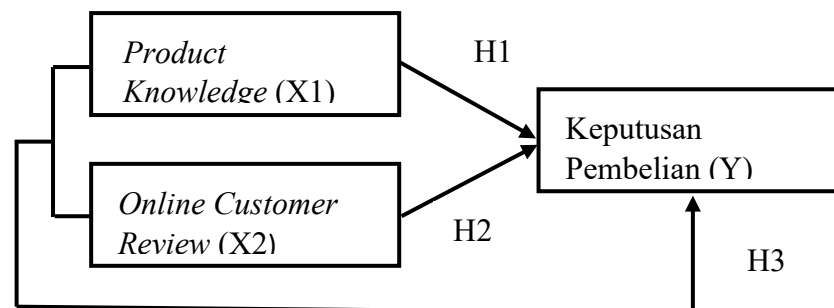 Product
Knowledge (X1)
H1
Keputusan
Pembelian (Y)
Online Customer
Review (X2)
H2
H3